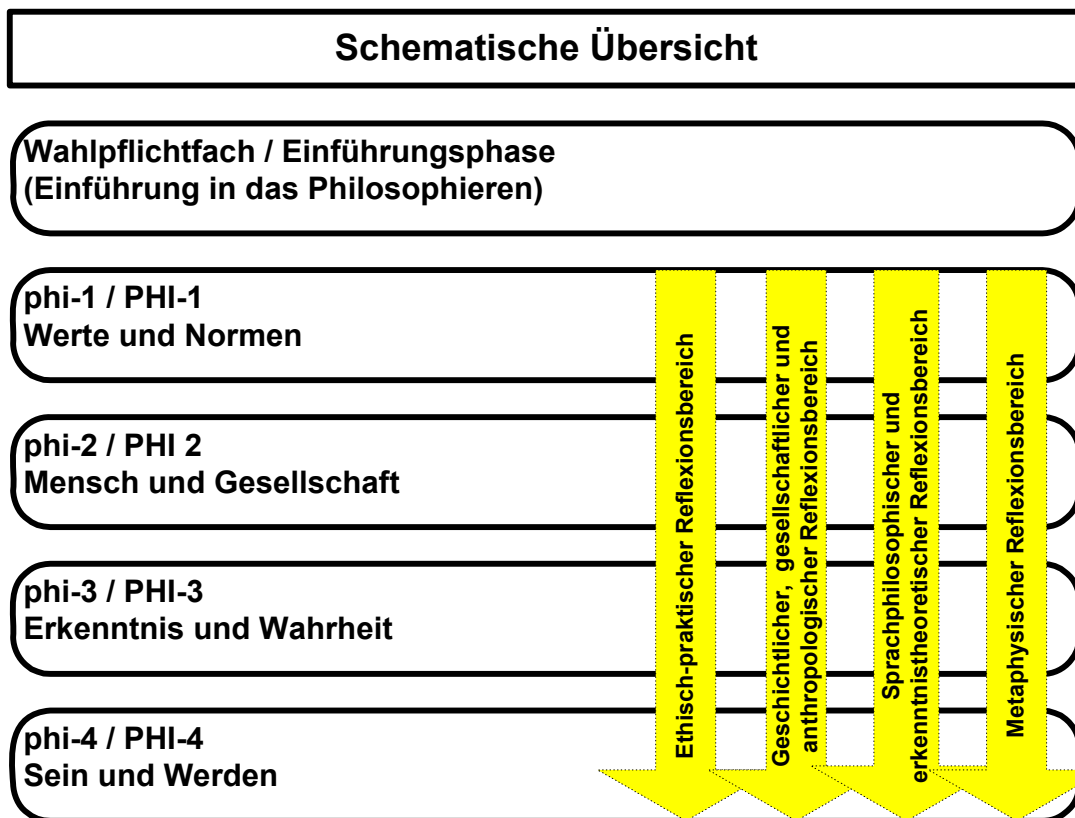 Schematische Übersicht
Wahlpflichtfach / Einführungsphase
(Einführung in das Philosophieren)
phi-1 / PHI-1
Werte und Normen
phi-2 / PHI 2
Mensch und Gesellschaft
phi-3 / PHI-3
Erkenntnis und Wahrheit
phi-4 / PHI-4
Sein und Werden
Ethisch-praktischer Reflexionsbereich
Geschichtlicher, gesellschaftlicher und
anthropologischer Reflexionsbereich
Sprachphilosophischer und
erkenntnistheoretischer Reflexionsbereich
Metaphysischer Reflexionsbereich